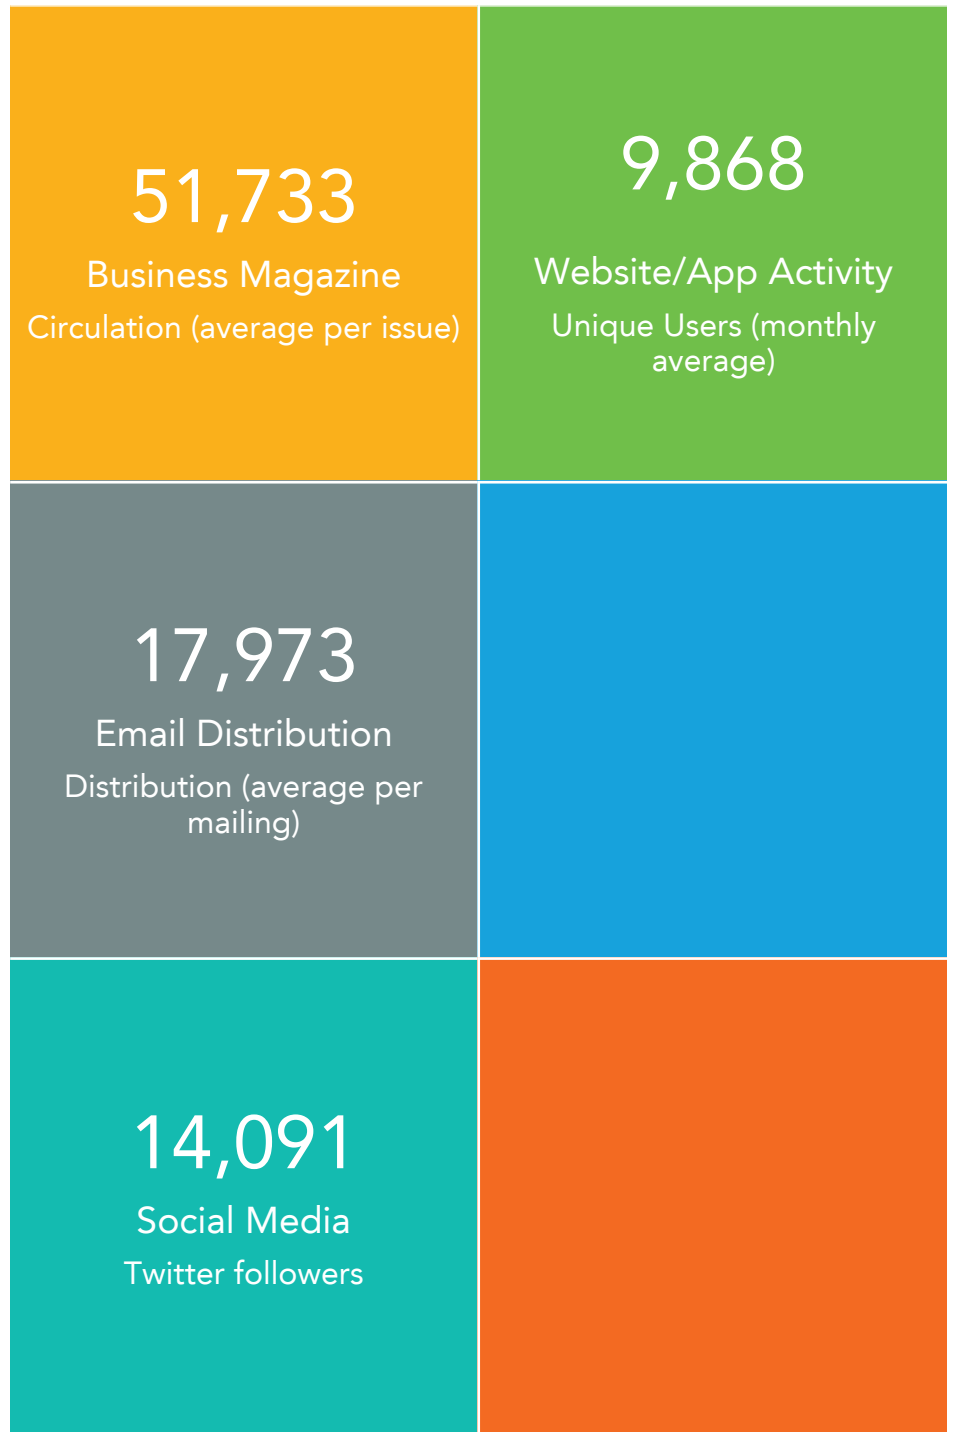 51,733
Business Magazine
Circulation (average per issue)
9,868
Website/App Activity
Unique Users (monthly
average)
17,973
Email Distribution
Distribution (average per
mailing)
14,091
Social Media
Twitter followers